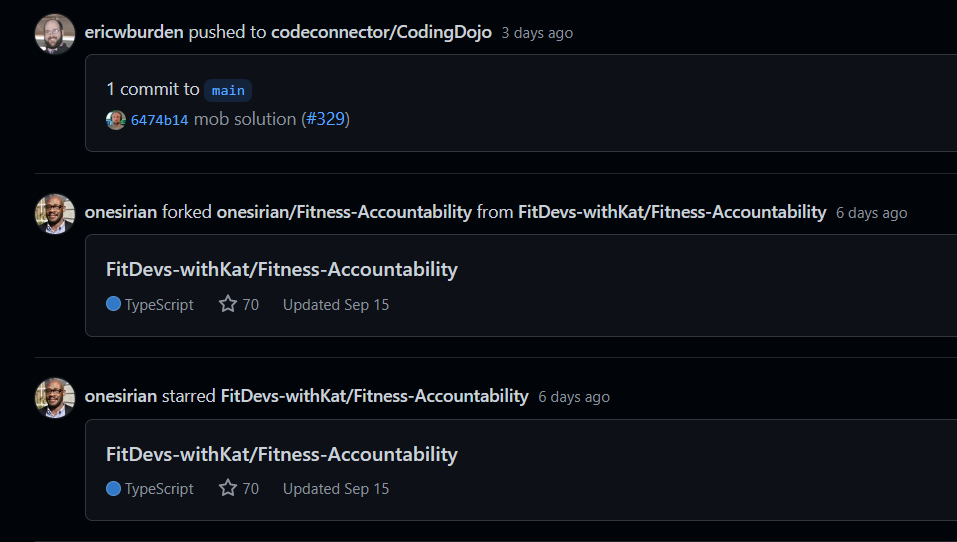 ericwburden pushed to codeconnector/CodingDojo 3 days ago
1 commit to main
6474b14 mob solution (#329)
onesirian forked onesirian/Fitness-Accountability from FitDevs-withKat/Fitness-Accountability 6 days ago
FitDevs-withKat/Fitness-Accountability
TypeScript 70 Updated Sep 15
onesirian starred FitDevs-withKat/Fitness-Accountability 6 days ago
FitDevs-withKat/Fitness-Accountability
TypeScript 70 Updated Sep 15